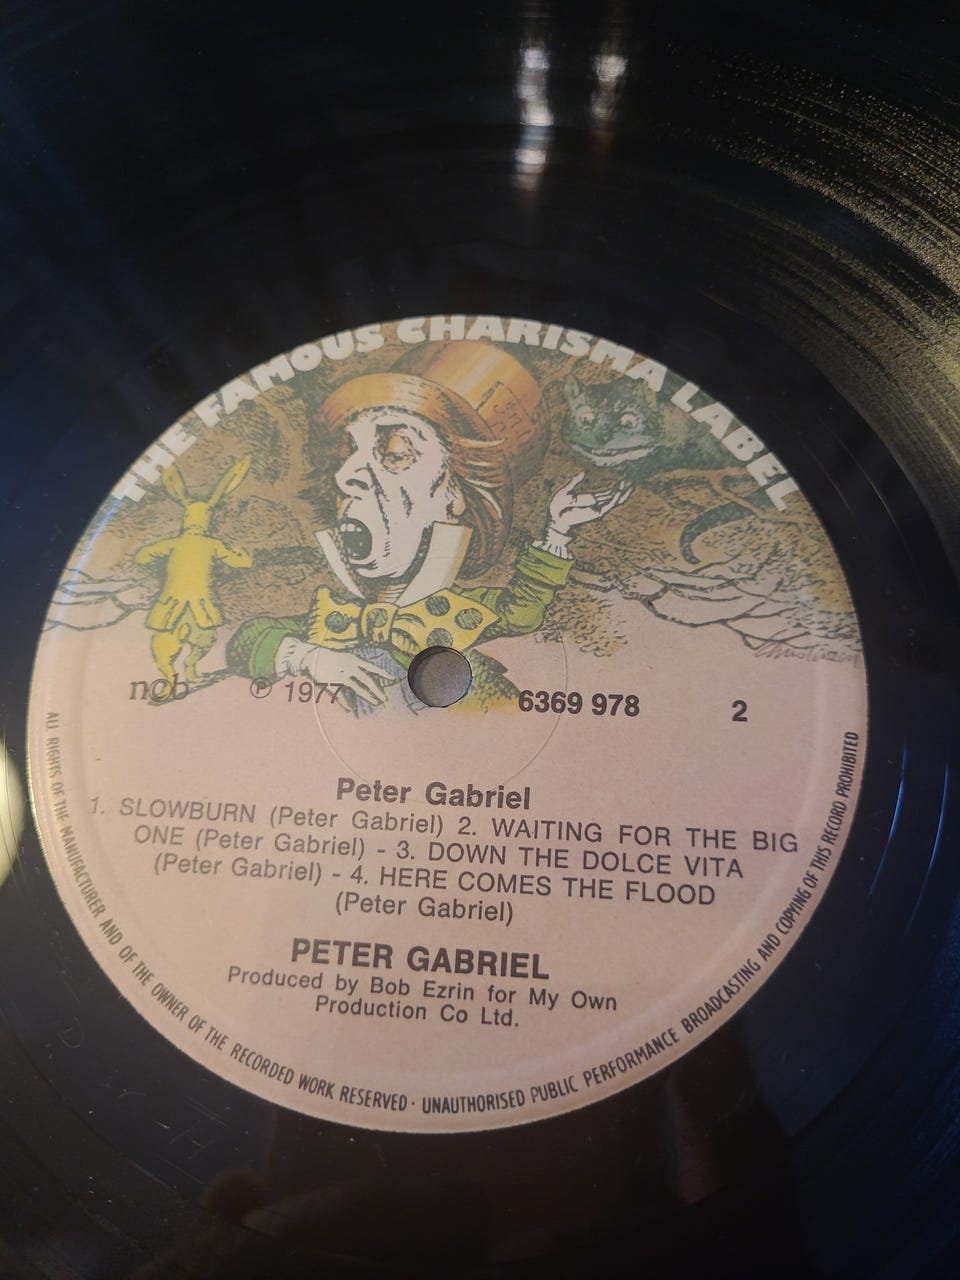 THE FAMOUS CHARISMA LABEL
ncb ℗ 1977 6369 978 2
Peter Gabriel
1. SLOWBURN (Peter Gabriel) 2. WAITING FOR THE BIG
ONE (Peter Gabriel) - 3. DOWN THE DOLCE VITA
(Peter Gabriel) - 4. HERE COMES THE FLOOD
(Peter Gabriel)
PETER GABRIEL
Produced by Bob Ezrin for My Own
Production Co Ltd.
ALL RIGHTS OF THE MANUFACTURER AND OF THE OWNER OF THE RECORDED WORK RESERVED · UNAUTHORISED PUBLIC PERFORMANCE BROADCASTING AND COPYING OF THIS RECORD PROHIBITED